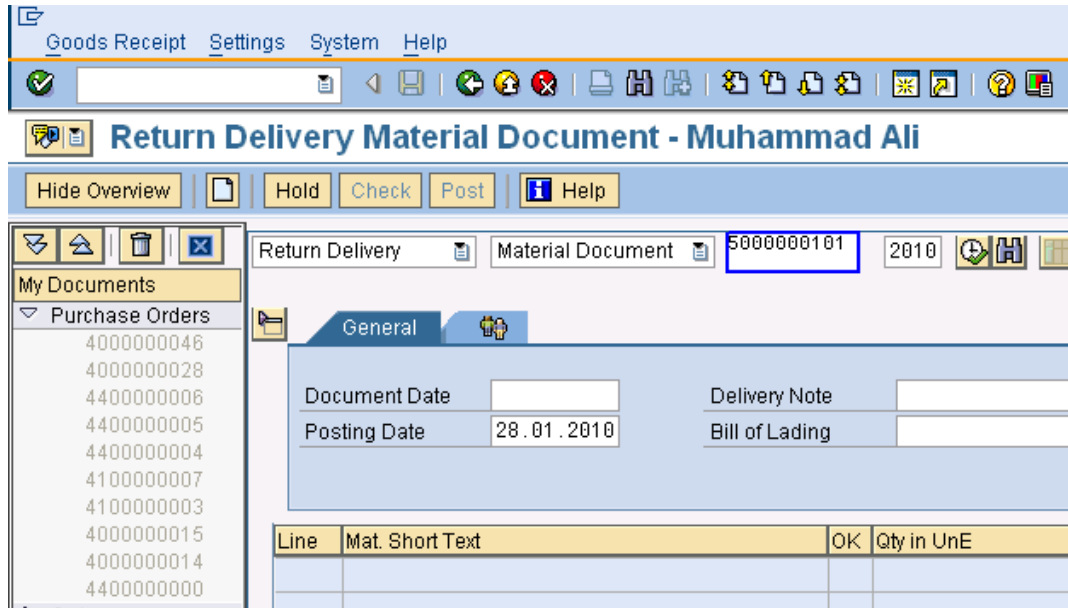 Goods Receipt Settings System Help
Return Delivery Material Document - Muhammad Ali
Hide Overview Hold Check Post Help
Return Delivery Material Document 5000000101 2010
My Documents
Purchase Orders
4000000046
4000000028
4400000006
4400000005
4400000004
4100000007
4100000003
4000000015
4000000014
4400000000
General
Document Date Delivery Note
Posting Date 28.01.2010 Bill of Lading
Line Mat. Short Text OK Qty in UnE